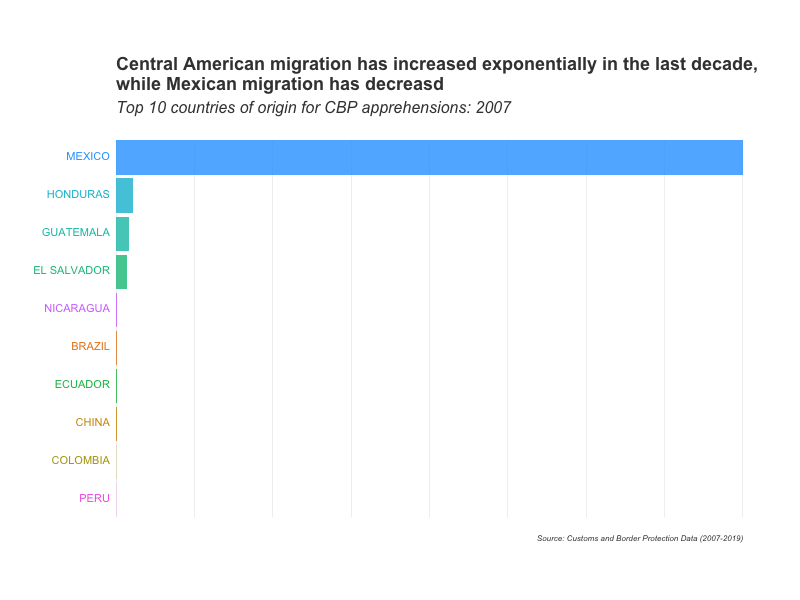 Central American migration has increased exponentially in the last decade,
while Mexican migration has decreasd
Top 10 countries of origin for CBP apprehensions: 2007
MEXICO
HONDURAS
GUATEMALA
EL SALVADOR
NICARAGUA
BRAZIL
ECUADOR
CHINA
COLOMBIA
PERU
Source: Customs and Border Protection Data (2007-2019)